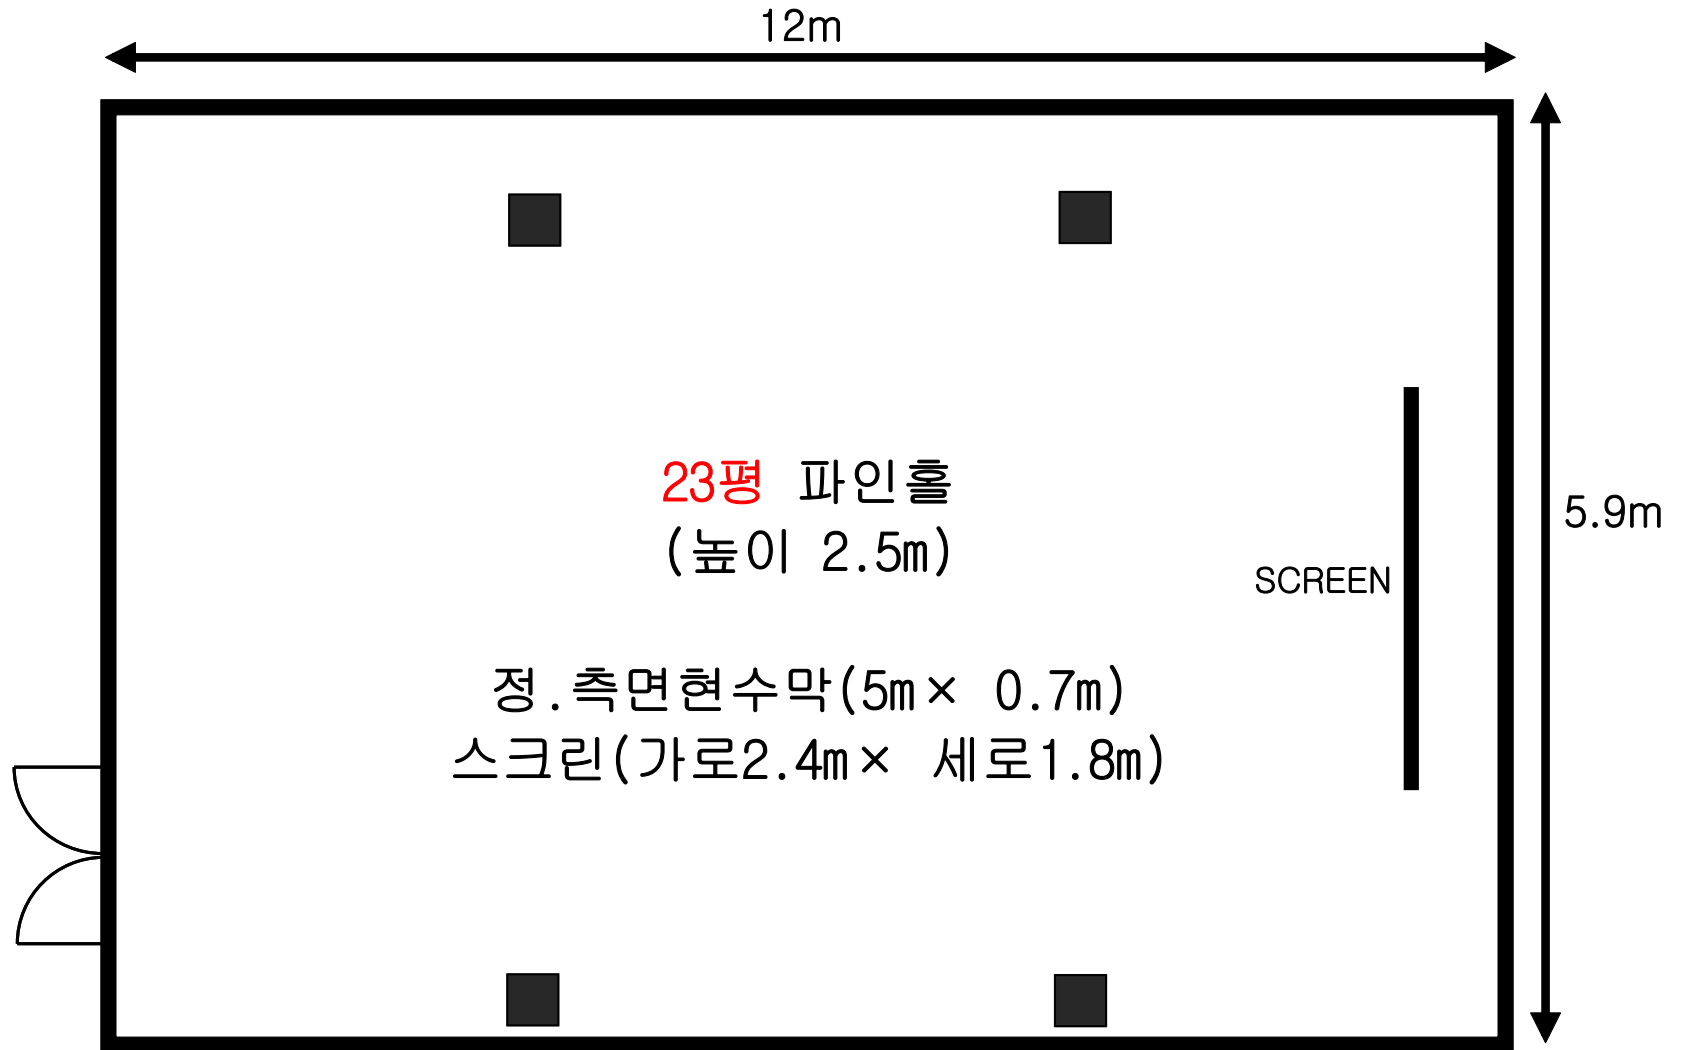 12m
23평 파인홀
(높이 2.5m)
5.9m
SCREEN
정.측면현수막(5m× 0.7m)
스크린(가로2.4m× 세로1.8m)